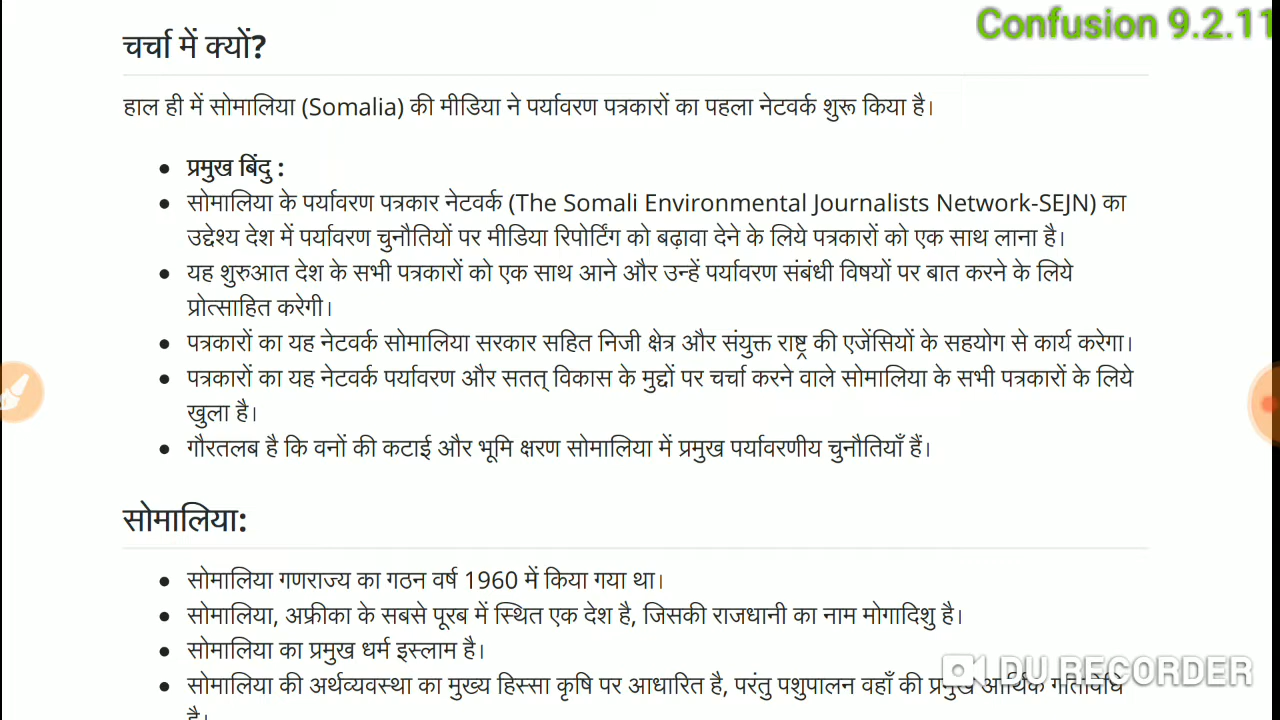 Confusion 9.2.11
चर्चा में क्यों?
हाल ही में सोमालिया (Somalia) की मीडिया ने पर्यावरण पत्रकारों का पहला नेटवर्क शुरू किया है।
प्रमुख बिंदु :
सोमालिया के पर्यावरण पत्रकार नेटवर्क (The Somali Environmental Journalists Network-SEJN) का
उद्देश्य देश में पर्यावरण चुनौतियों पर मीडिया रिपोर्टिंग को बढ़ावा देने के लिये पत्रकारों को एक साथ लाना है।
यह शुरुआत देश के सभी पत्रकारों को एक साथ आने और उन्हें पर्यावरण संबंधी विषयों पर बात करने के लिये
प्रोत्साहित करेगी।
पत्रकारों का यह नेटवर्क सोमालिया सरकार सहित निजी क्षेत्र और संयुक्त राष्ट्र की एजेंसियों के सहयोग से कार्य करेगा।
पत्रकारों का यह नेटवर्क पर्यावरण और सतत् विकास के मुद्दों पर चर्चा करने वाले सोमालिया के सभी पत्रकारों के लिये
खुला है।
गौरतलब है कि वनों की कटाई और भूमि क्षरण सोमालिया में प्रमुख पर्यावरणीय चुनौतियाँ हैं।
सोमालिया:
सोमालिया गणराज्य का गठन वर्ष 1960 में किया गया था।
सोमालिया, अफ्रीका के सबसे पूरब में स्थित एक देश है, जिसकी राजधानी का नाम मोगादिशु है।
सोमालिया का प्रमुख धर्म इस्लाम है।
सोमालिया की अर्थव्यवस्था का मुख्य हिस्सा कृषि पर आधारित है, परंतु पशुपालन वहाँ की प्रमुख आर्थिक गतिविधि
है।
DU RECORDER